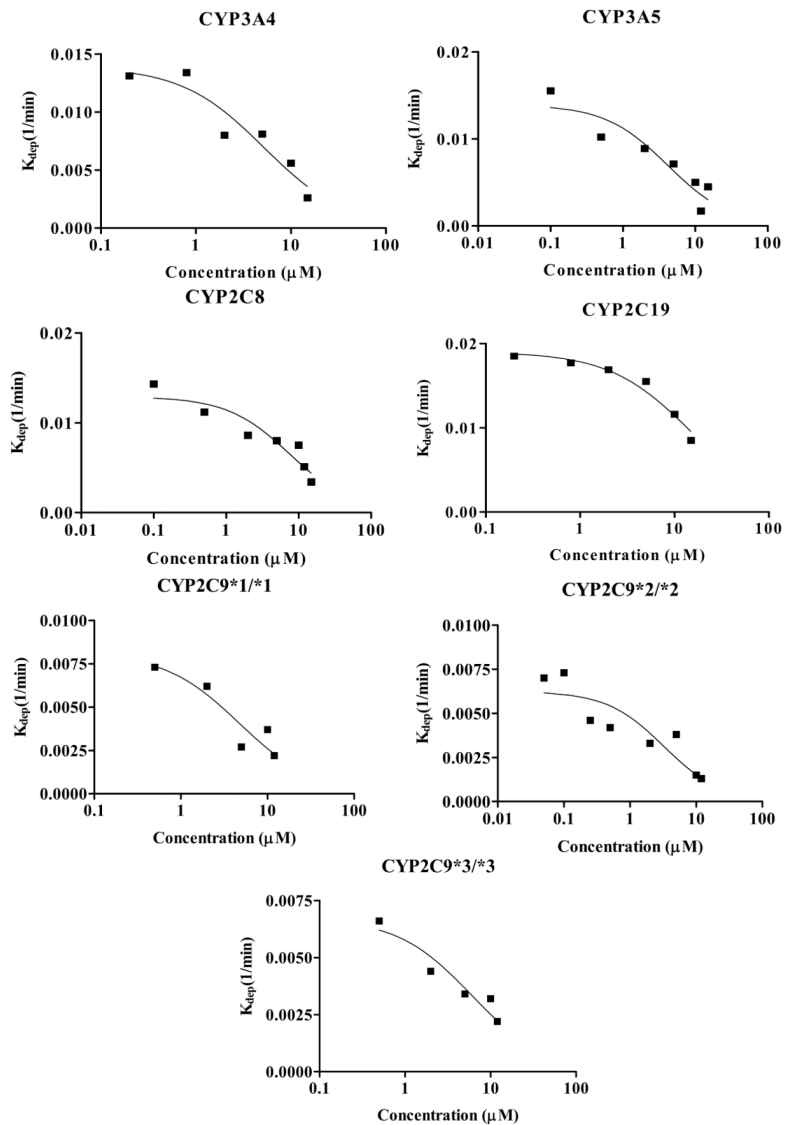 CYP3A4
0.015
0.010
0.005
0.000
0.1 1 10 100
Kdep(1/min)
Concentration (μM)
CYP3A5
0.02
0.01
0.00
0.01 0.1 1 10 100
Kdep(1/min)
Concentration (μM)
CYP2C8
0.02
0.01
0.00
0.01 0.1 1 10 100
Kdep(1/min)
Concentration (μM)
CYP2C19
0.02
0.01
0.00
0.1 1 10 100
Kdep(1/min)
Concentration (μM)
CYP2C9*1/*1
0.0100
0.0075
0.0050
0.0025
0.0000
0.1 1 10 100
Kdep(1/min)
Concentration (μM)
CYP2C9*2/*2
0.0100
0.0075
0.0050
0.0025
0.0000
0.01 0.1 1 10 100
Kdep(1/min)
Concentration (μM)
CYP2C9*3/*3
0.0075
0.0050
0.0025
0.0000
0.1 1 10 100
Kdep(1/min)
Concentration (μM)